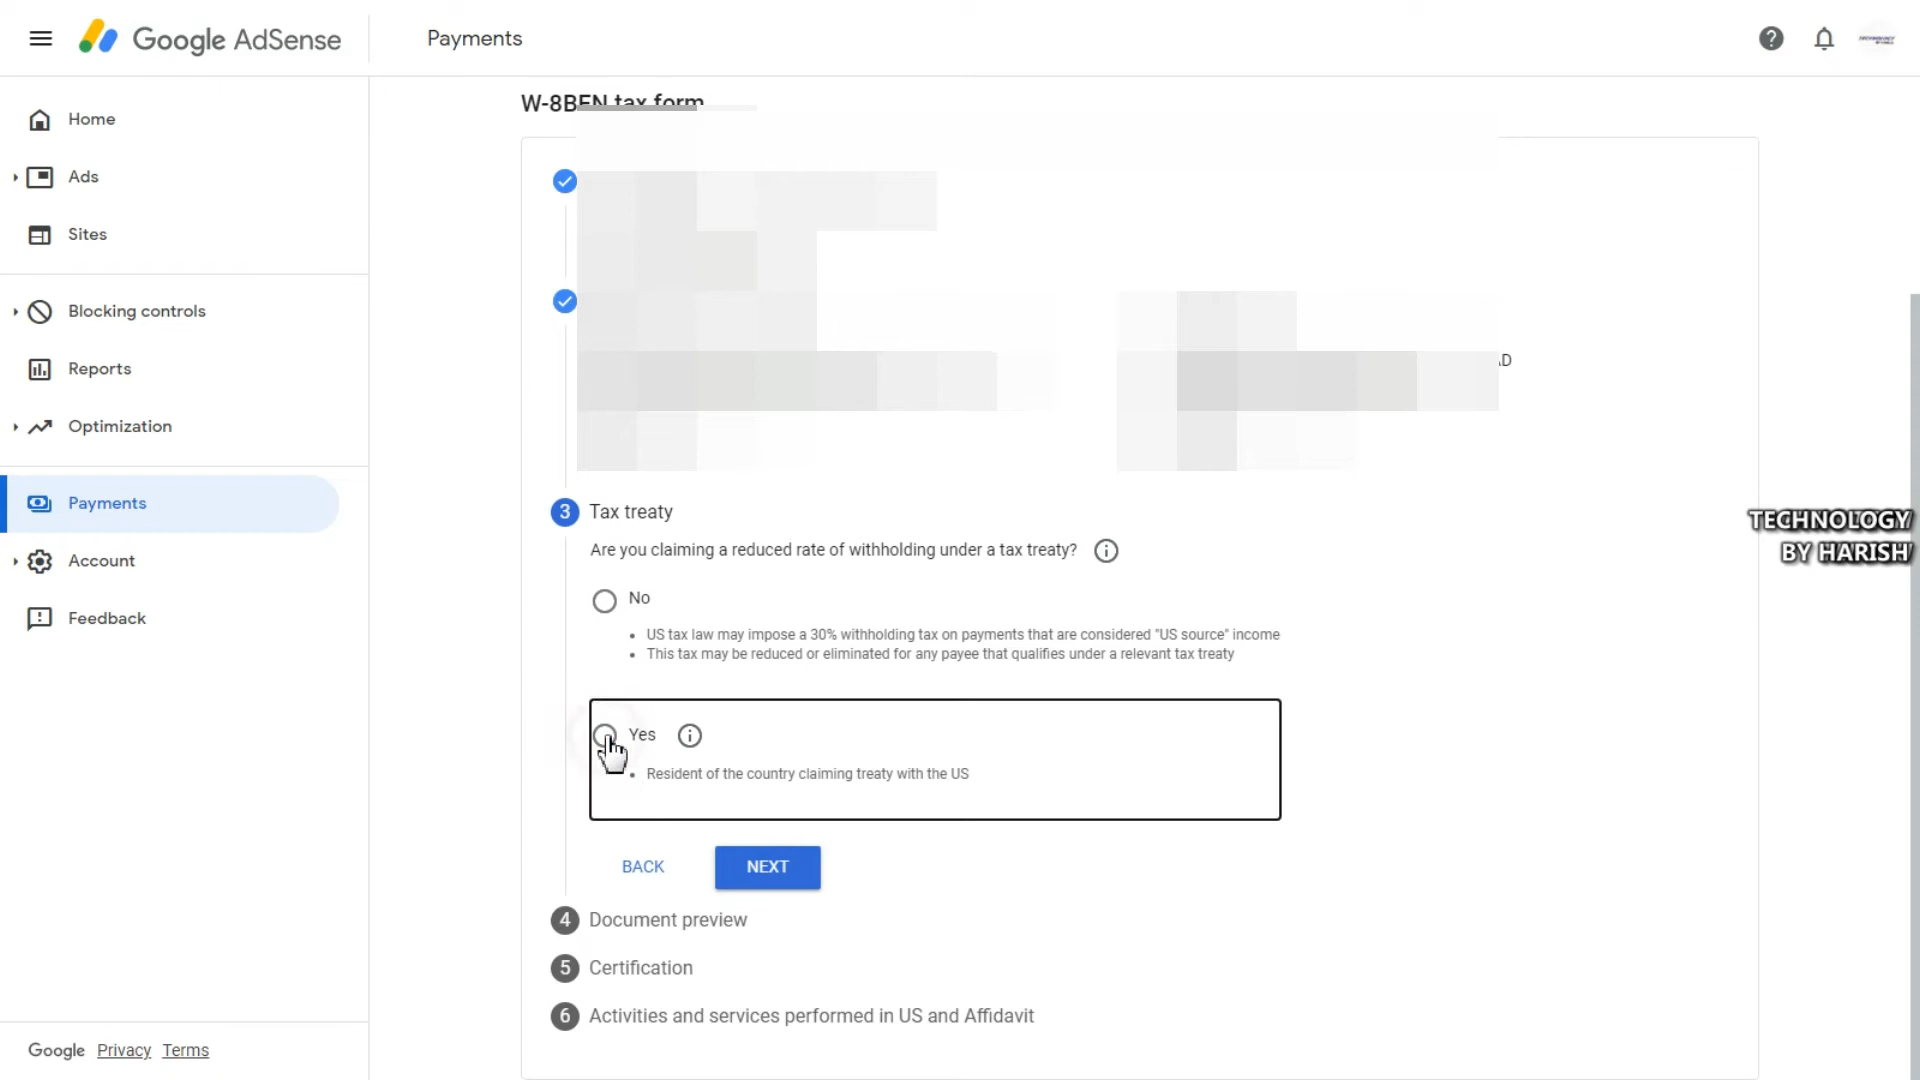 Google AdSense
Payments
Home
Ads
Sites
Blocking controls
Reports
Optimization
Payments
Account
Feedback
Google Privacy Terms
W-8BEN tax form
3 Tax treaty
Are you claiming a reduced rate of withholding under a tax treaty?
No
• US tax law may impose a 30% withholding tax on payments that are considered "US source" income
• This tax may be reduced or eliminated for any payee that qualifies under a relevant tax treaty
Yes
• Resident of the country claiming treaty with the US
BACK NEXT
4 Document preview
5 Certification
6 Activities and services performed in US and Affidavit
TECHNOLOGY
BY HARISH